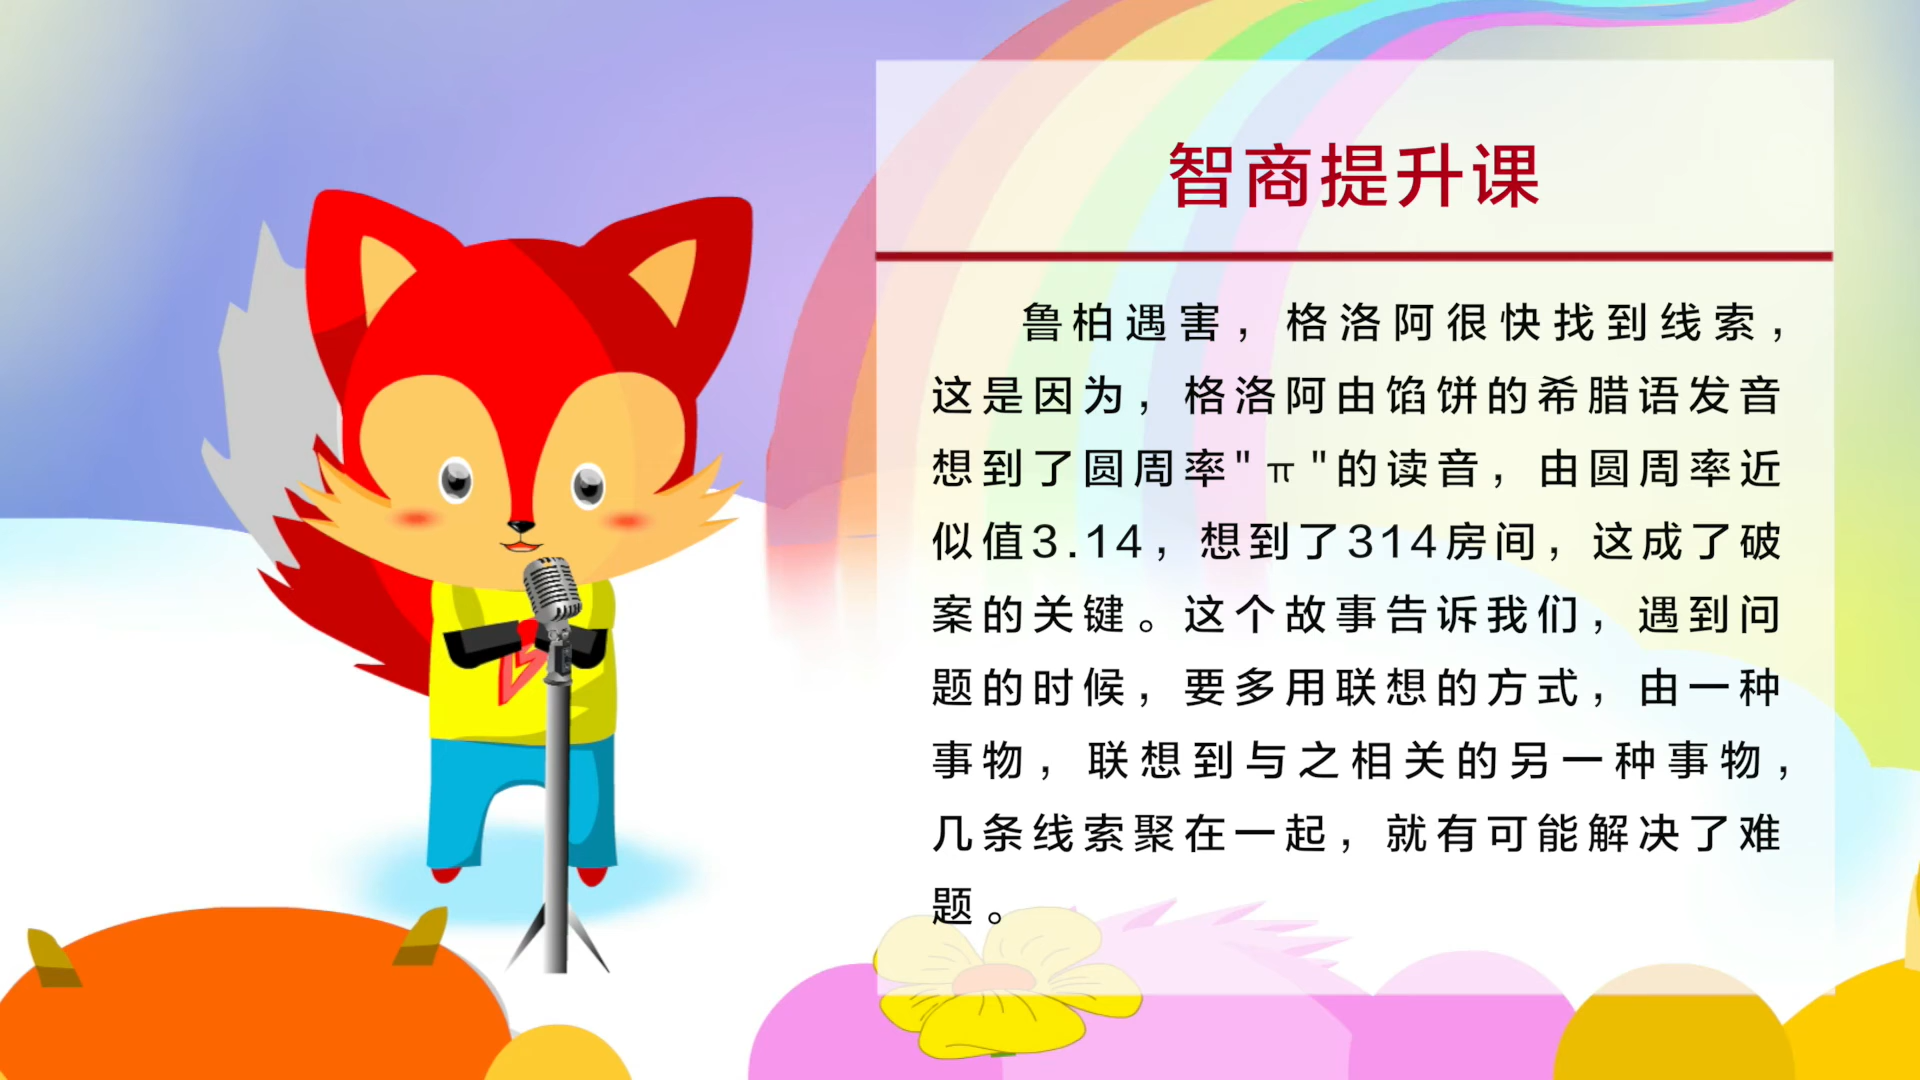 智商提升课
鲁柏遇害，格洛阿很快找到线索，
这是因为，格洛阿由馅饼的希腊语发音
想到了圆周率"π"的读音，由圆周率近
似值3.14，想到了314房间，这成了破
案的关键。这个故事告诉我们，遇到问
题的时候，要多用联想的方式，由一种
事物，联想到与之相关的另一种事物，
几条线索聚在一起，就有可能解决了难
题。